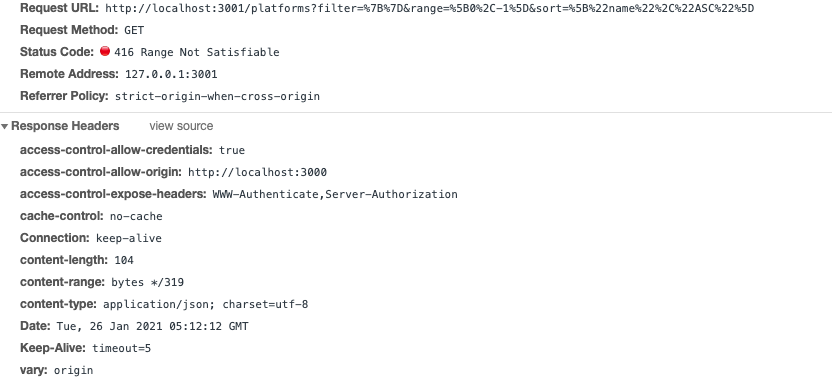 Request URL: http://localhost:3001/platforms?filter=%7B%7D&range=%5B0%2C-1%5D&sort=%5B%22name%22%2C%22ASC%22%5D
Request Method: GET
Status Code: 416 Range Not Satisfiable
Remote Address: 127.0.0.1:3001
Referrer Policy: strict-origin-when-cross-origin
Response Headers view source
access-control-allow-credentials: true
access-control-allow-origin: http://localhost:3000
access-control-expose-headers: WWW-Authenticate,Server-Authorization
cache-control: no-cache
Connection: keep-alive
content-length: 104
content-range: bytes */319
content-type: application/json; charset=utf-8
Date: Tue, 26 Jan 2021 05:12:12 GMT
Keep-Alive: timeout=5
vary: origin